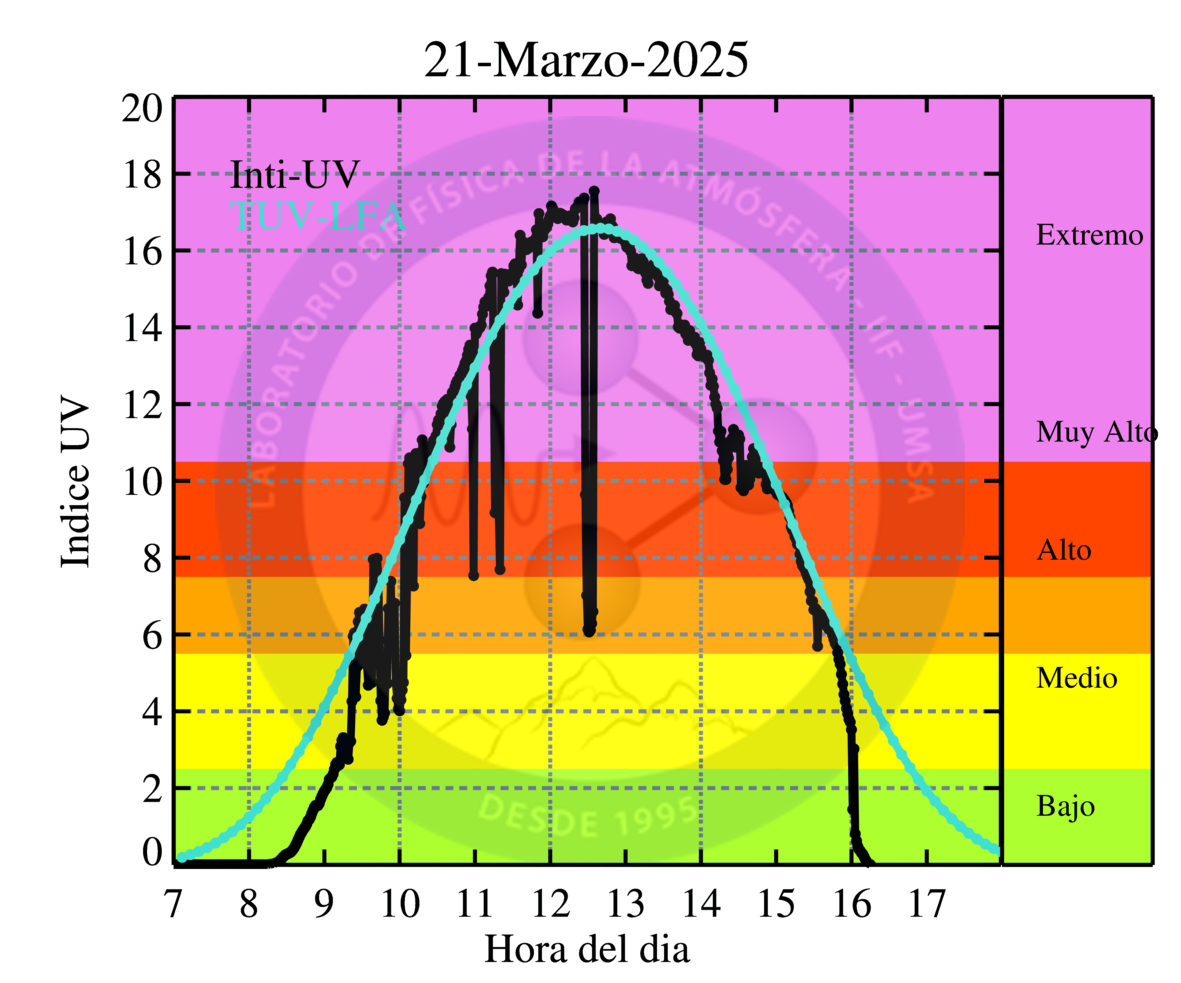 21-Marzo-2025
Inti-UV
TUV-LFA
LABORATORIO DE FÍSICA DE LA ATMÓSFERA - IIF - UMSA
DESDE 1995
Indice UV
20
18
16
14
12
10
8
6
4
2
0
Extremo
Muy Alto
Alto
Medio
Bajo
7 8 9 10 11 12 13 14 15 16 17
Hora del dia